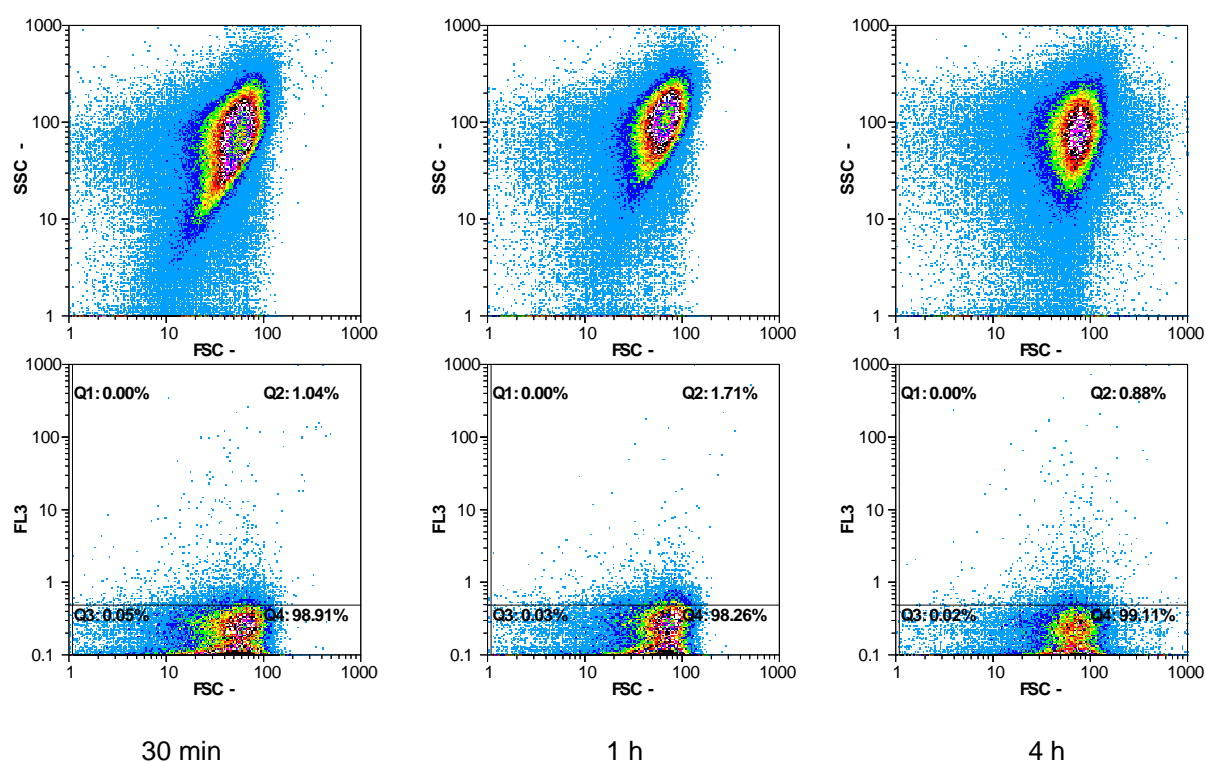 1000 1000 1000
100 100 100
SSC - SSC - SSC -
10 10 10
1 1 1
1 10 100 1000 1 10 100 1000 1 10 100 1000
FSC - FSC - FSC -
1000 1000 1000
Q1: 0.00% Q2: 1.04% Q1: 0.00% Q2: 1.71% Q1: 0.00% Q2: 0.88%
100 100 100
FL3 FL3 FL3
10 10 10
1 1 1
Q3: 0.05% Q4: 98.91% Q3: 0.03% Q4: 98.26% Q3: 0.02% Q4: 99.11%
0.1 0.1 0.1
1 10 100 1000 1 10 100 1000 1 10 100 1000
FSC - FSC - FSC -
30 min 1 h 4 h